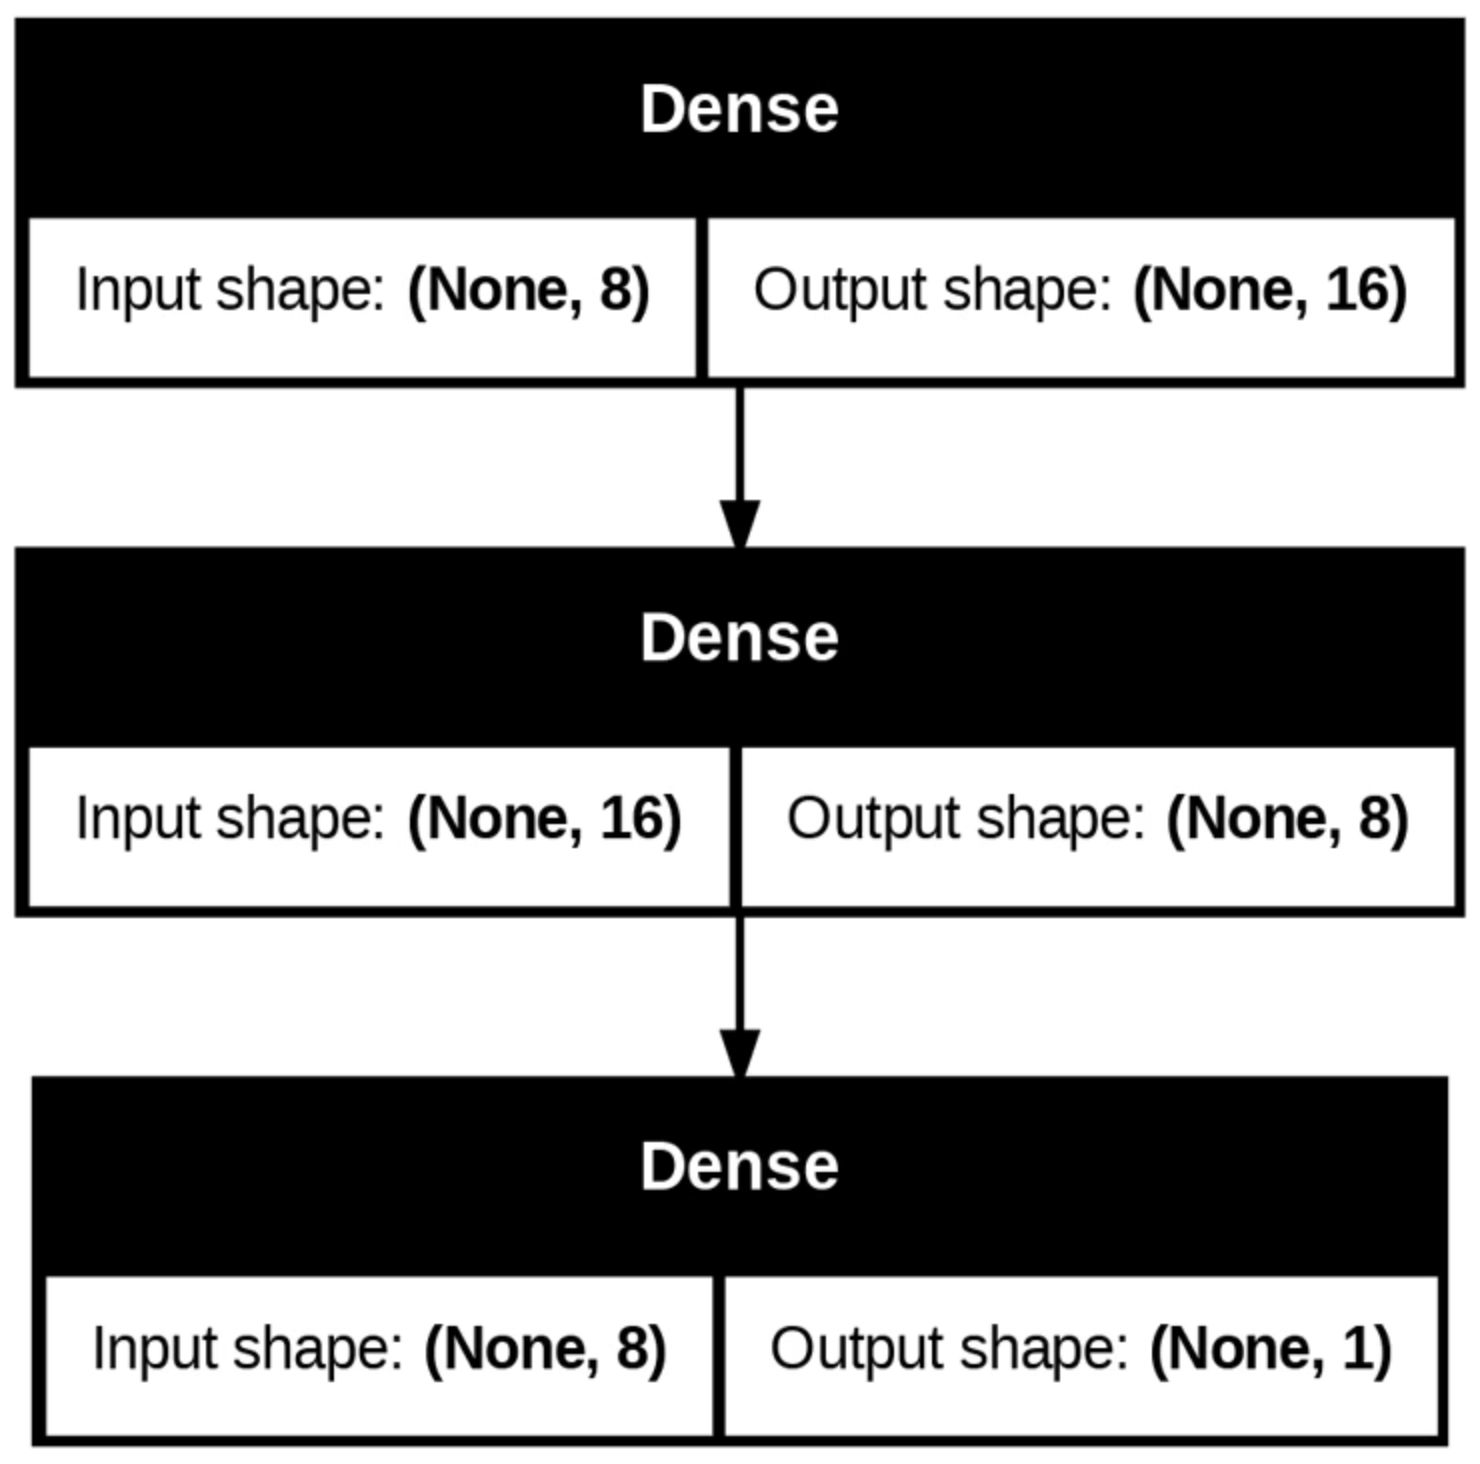 Dense
Input shape: (None, 8) Output shape: (None, 16)
Dense
Input shape: (None, 16) Output shape: (None, 8)
Dense
Input shape: (None, 8) Output shape: (None, 1)